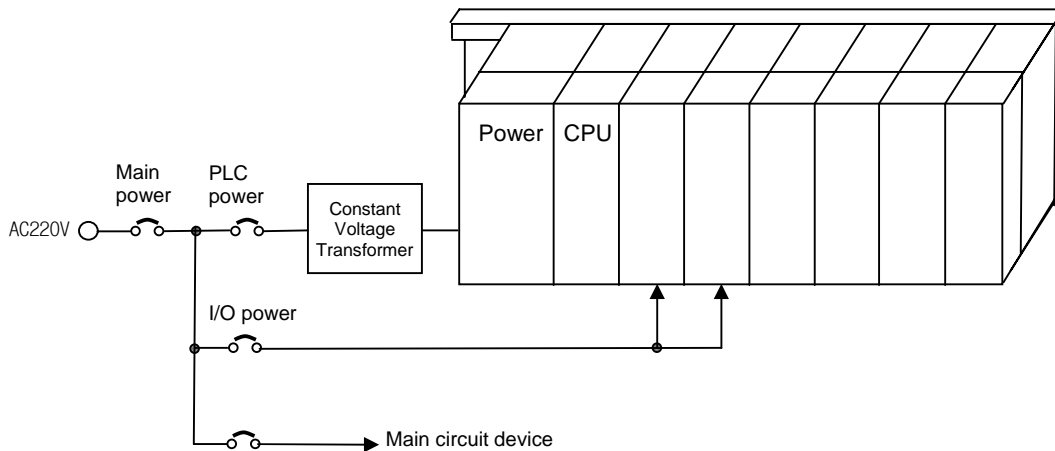 Power
CPU
Main
power
PLC
power
AC220V
Constant
Voltage
Transformer
I/O power
Main circuit device